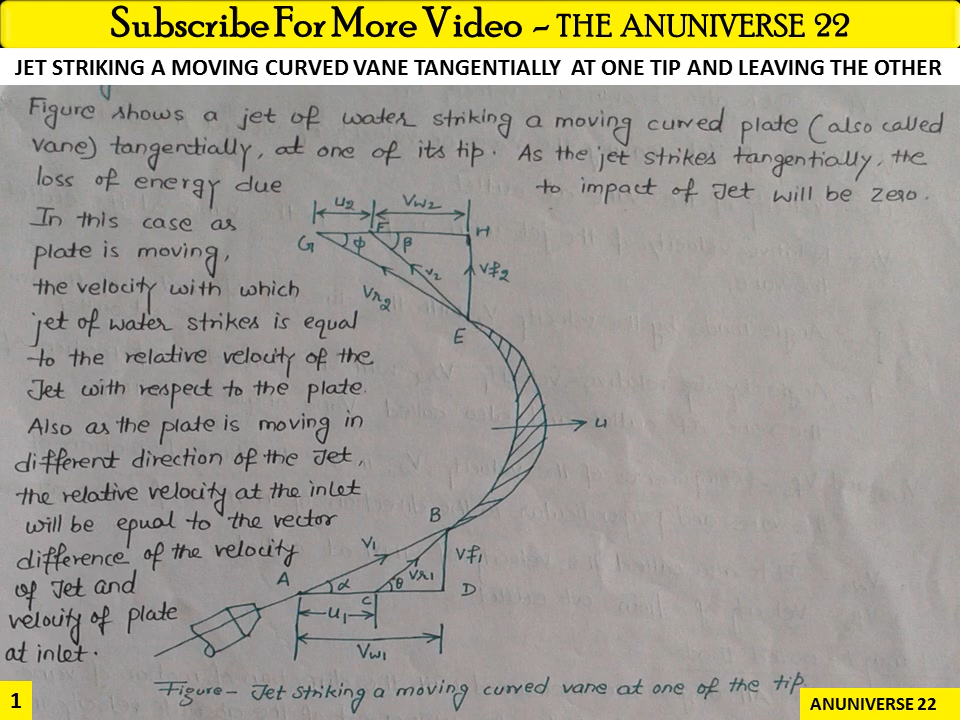 Subscribe For More Video ~ THE ANUNIVERSE 22
JET STRIKING A MOVING CURVED VANE TANGENTIALLY AT ONE TIP AND LEAVING THE OTHER
Figure shows a jet of water striking a moving curved plate (also called
vane) tangentially, at one of its tip. As the jet strikes tangentially, the
loss of energy due to impact of Jet will be zero.
In this case as
plate is moving,
the velocity with which
jet of water strikes is equal
to the relative velocity of the
Jet with respect to the plate.
Also as the plate is moving in
different direction of the Jet,
the relative velocity at the inlet
will be equal to the vector
difference of the velocity
of Jet and
velocity of plate
at inlet.
u2 Vw2
G F H
φ β
V2 Vf2
Vr2
E
u
B
V1 Vf1
Vr1
A α θ D
C
u1
Vw1
Figure - Jet striking a moving curved vane at one of the tip.
1
ANUNIVERSE 22